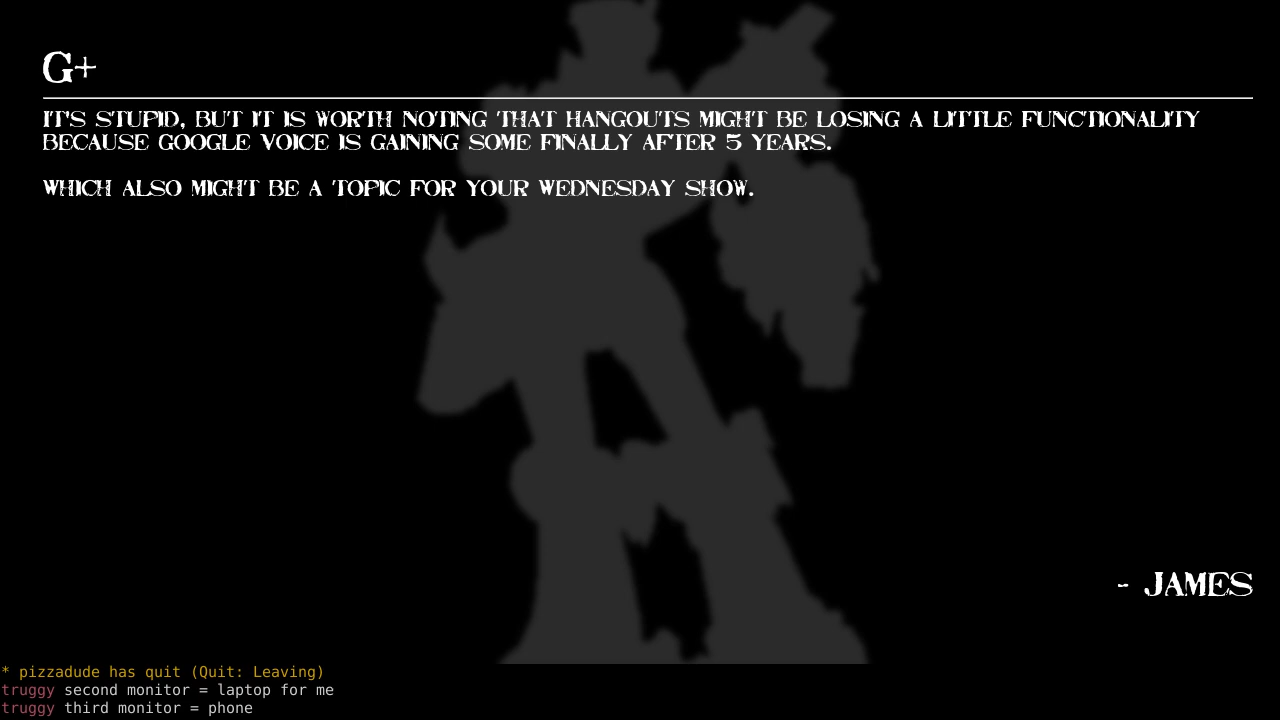 G+
IT'S STUPID, BUT IT IS WORTH NOTING THAT HANGOUTS MIGHT BE LOSING A LITTLE FUNCTIONALITY
BECAUSE GOOGLE VOICE IS GAINING SOME FINALLY AFTER 5 YEARS.
WHICH ALSO MIGHT BE A TOPIC FOR YOUR WEDNESDAY SHOW.
- JAMES
* pizzadude has quit (Quit: Leaving)
truggy second monitor = laptop for me
truggy third monitor = phone